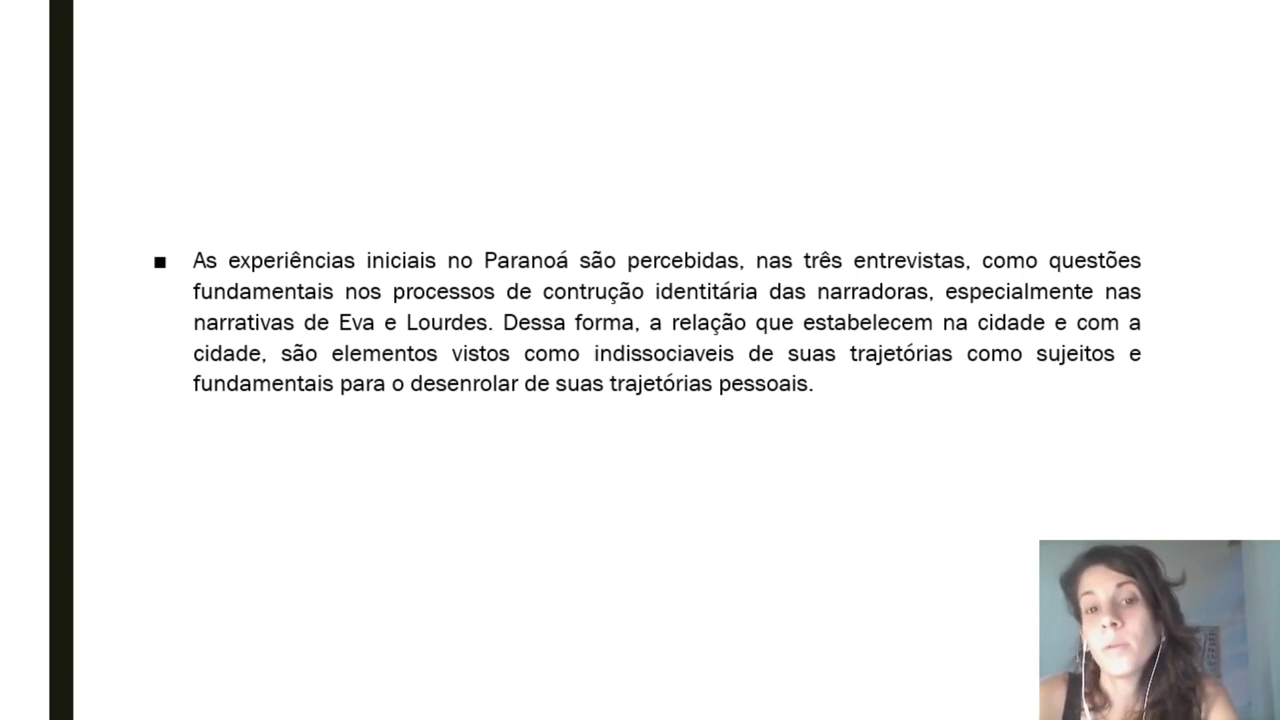 ▪ As experiências iniciais no Paranoá são percebidas, nas três entrevistas, como questões
fundamentais nos processos de contrução identitária das narradoras, especialmente nas
narrativas de Eva e Lourdes. Dessa forma, a relação que estabelecem na cidade e com a
cidade, são elementos vistos como indissociaveis de suas trajetórias como sujeitos e
fundamentais para o desenrolar de suas trajetórias pessoais.